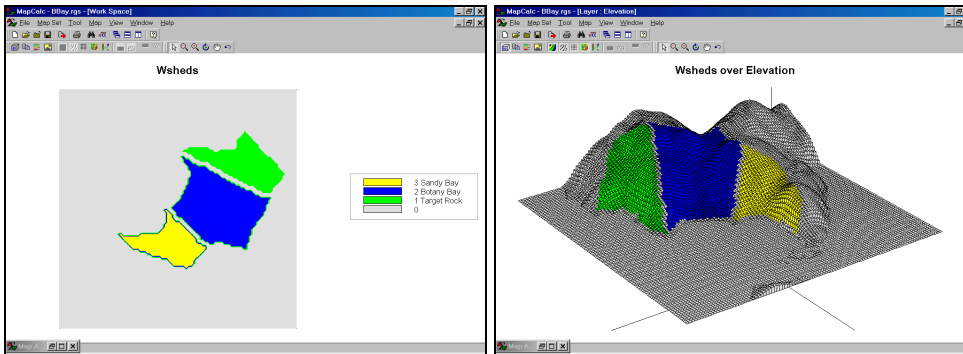 MapCalc - BBay.rgs - [Work Space]
File Map Set Tool Map View Window Help
Wsheds
3 Sandy Bay
2 Botany Bay
1 Target Rock
0
Map A...
MapCalc - BBay.rgs - [Layer : Elevation]
File Map Set Tool Map View Window Help
Wsheds over Elevation
Map A...